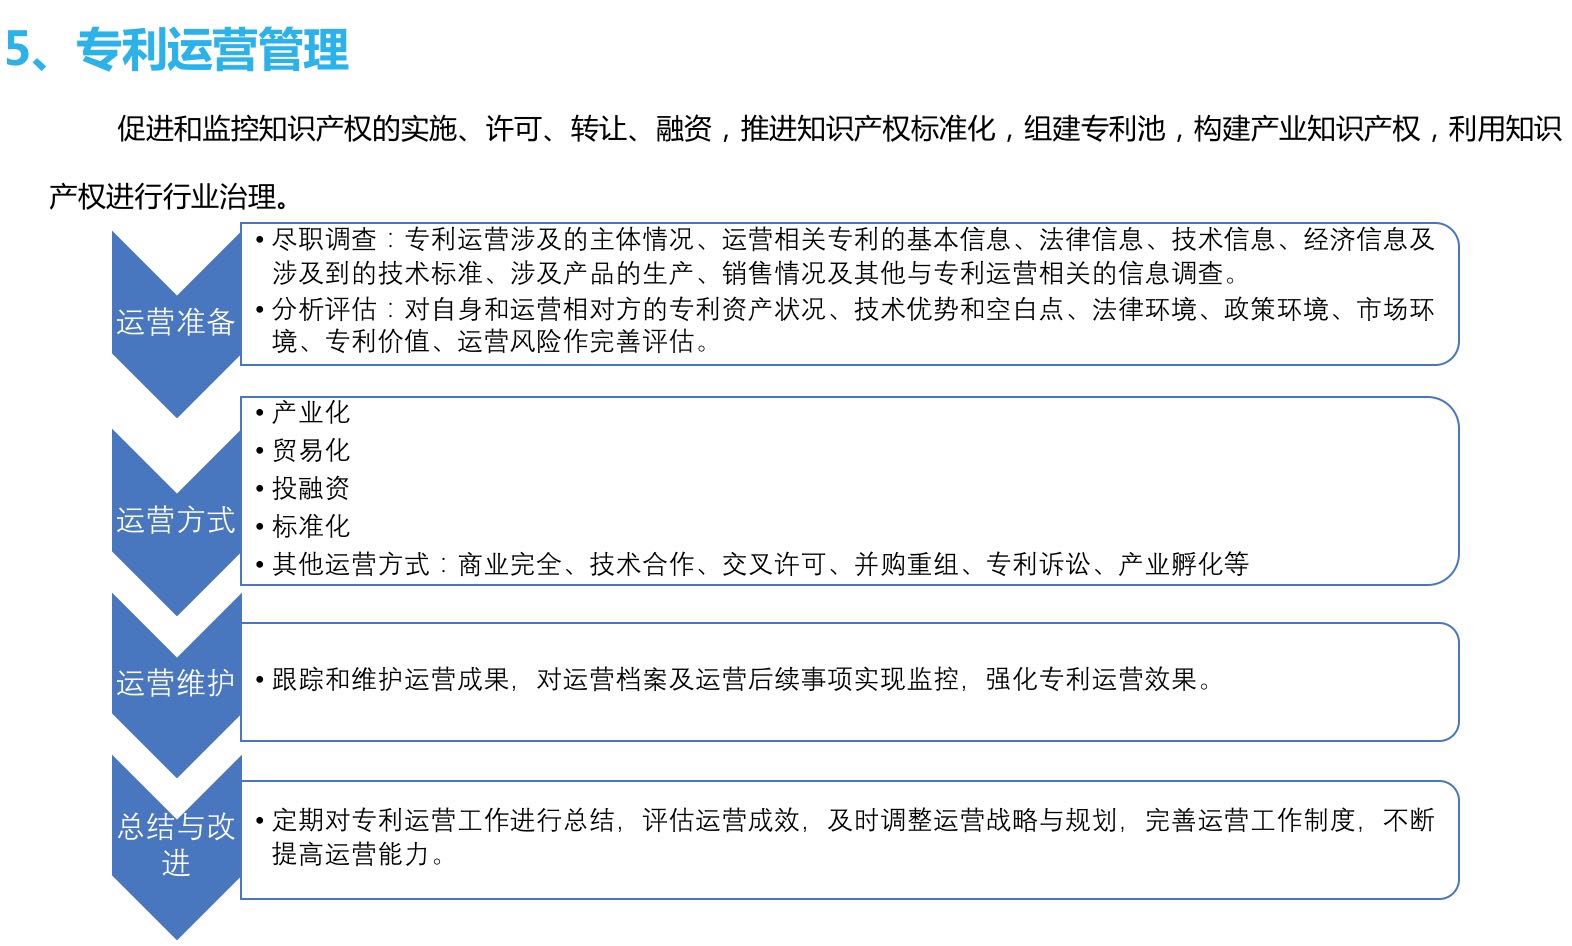 5、专利运营管理
促进和监控知识产权的实施、许可、转让、融资，推进知识产权标准化，组建专利池，构建产业知识产权，利用知识
产权进行行业治理。
运营准备
• 尽职调查：专利运营涉及的主体情况、运营相关专利的基本信息、法律信息、技术信息、经济信息及
涉及到的技术标准、涉及产品的生产、销售情况及其他与专利运营相关的信息调查。
• 分析评估：对自身和运营相对方的专利资产状况、技术优势和空白点、法律环境、政策环境、市场环
境、专利价值、运营风险作完善评估。
运营方式
• 产业化
• 贸易化
• 投融资
• 标准化
• 其他运营方式：商业完全、技术合作、交叉许可、并购重组、专利诉讼、产业孵化等
运营维护
• 跟踪和维护运营成果，对运营档案及运营后续事项实现监控，强化专利运营效果。
总结与改
进
• 定期对专利运营工作进行总结，评估运营成效，及时调整运营战略与规划，完善运营工作制度，不断
提高运营能力。